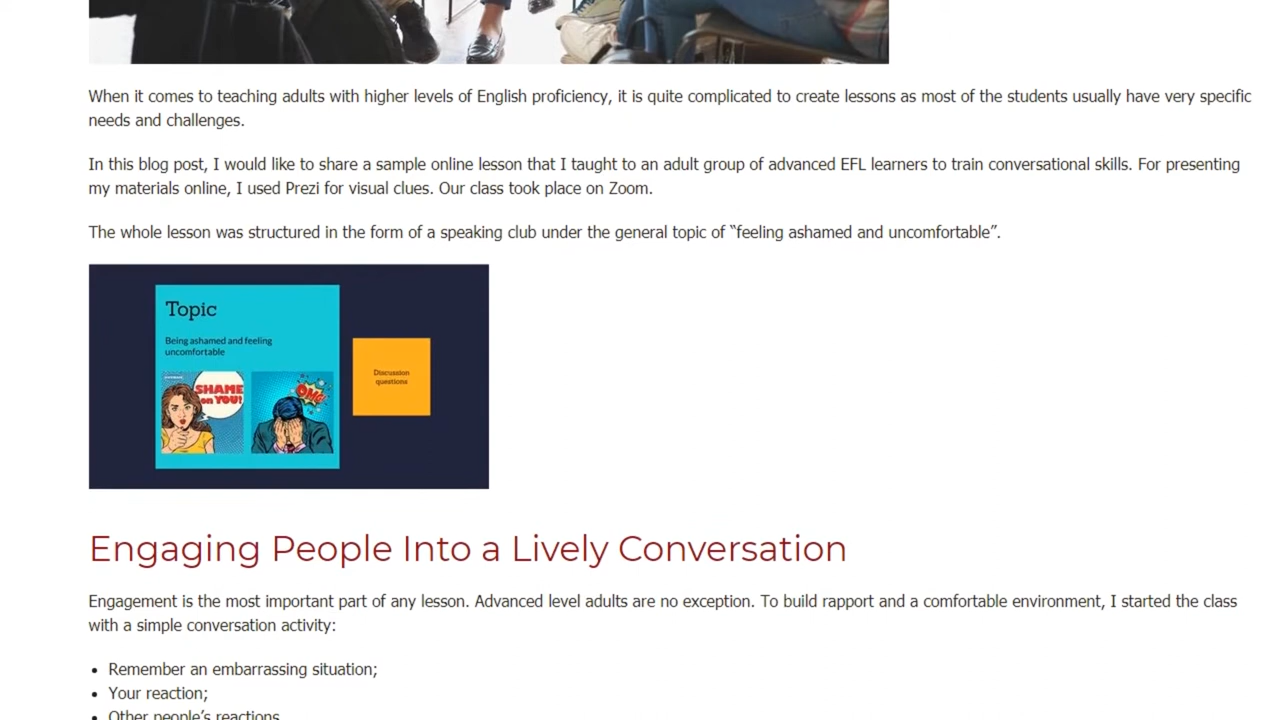 When it comes to teaching adults with higher levels of English proficiency, it is quite complicated to create lessons as most of the students usually have very specific
needs and challenges.
In this blog post, I would like to share a sample online lesson that I taught to an adult group of advanced EFL learners to train conversational skills. For presenting
my materials online, I used Prezi for visual clues. Our class took place on Zoom.
The whole lesson was structured in the form of a speaking club under the general topic of “feeling ashamed and uncomfortable”.
Topic
Being ashamed and feeling
uncomfortable
SHAME
on YOU!
OMG!
Discussion
questions
Engaging People Into a Lively Conversation
Engagement is the most important part of any lesson. Advanced level adults are no exception. To build rapport and a comfortable environment, I started the class
with a simple conversation activity:
• Remember an embarrassing situation;
• Your reaction;
• Other people’s reactions